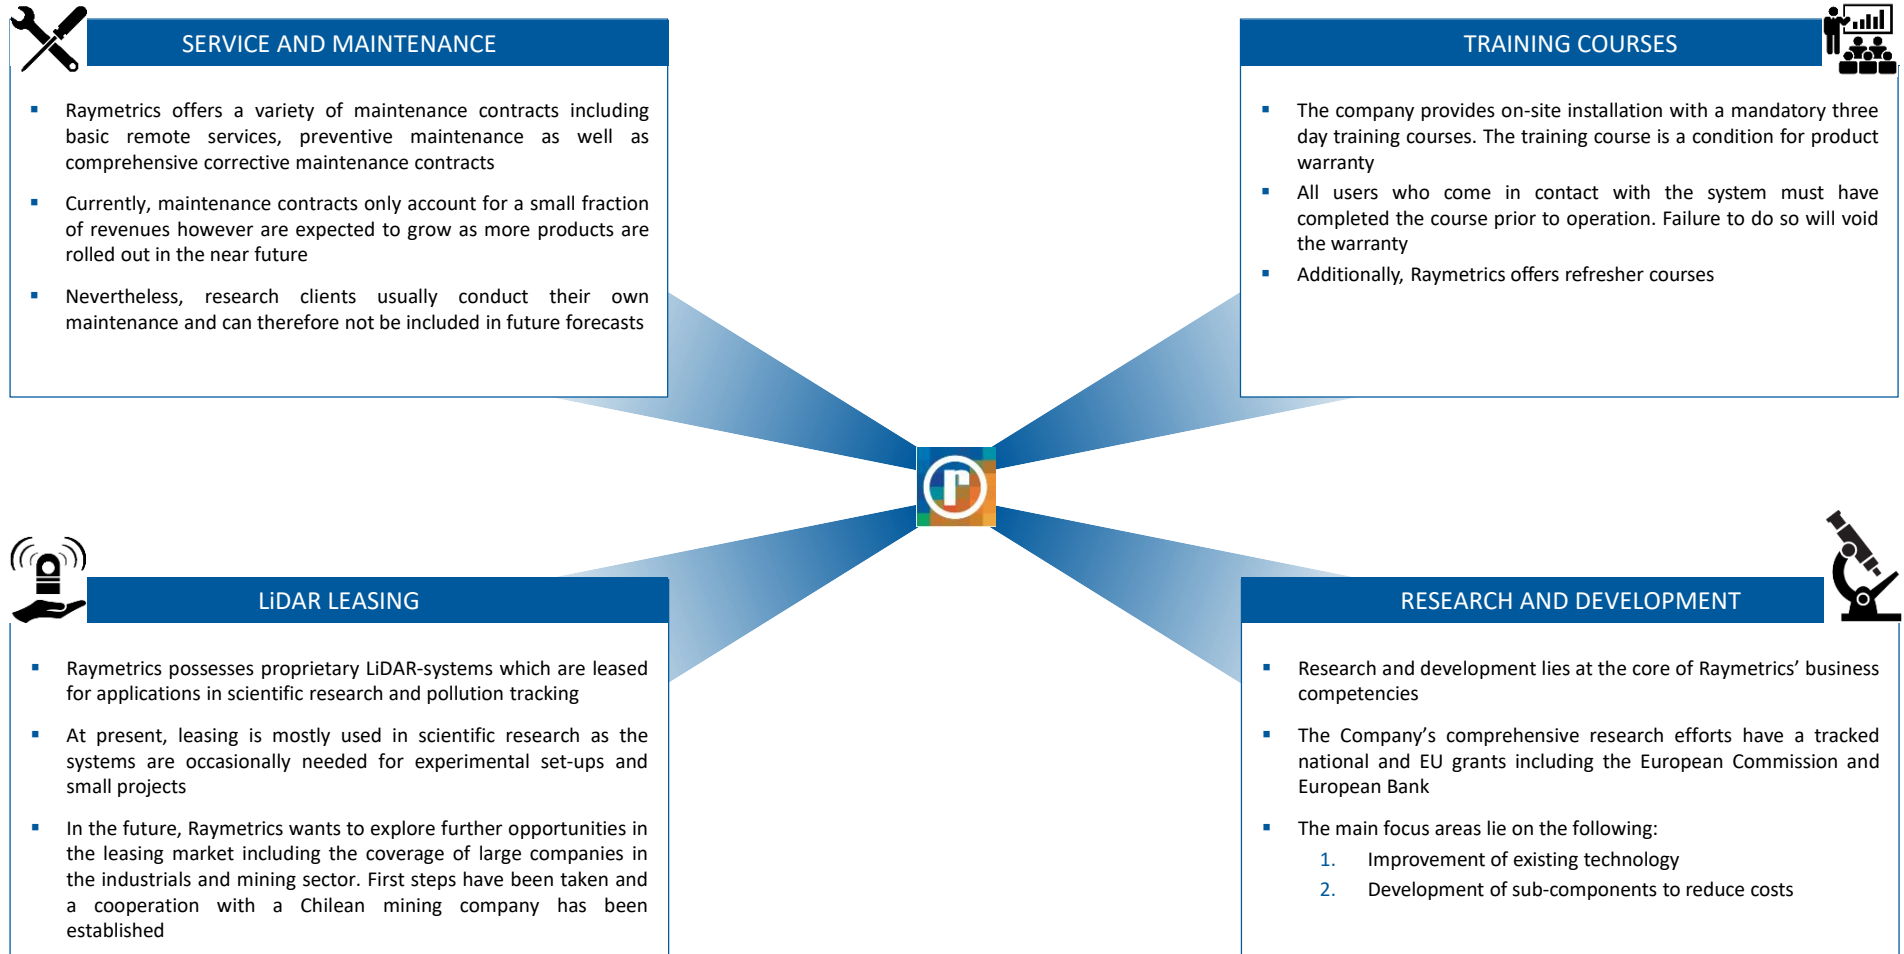 SERVICE AND MAINTENANCE
▪ Raymetrics offers a variety of maintenance contracts including
basic remote services, preventive maintenance as well as
comprehensive corrective maintenance contracts
▪ Currently, maintenance contracts only account for a small fraction
of revenues however are expected to grow as more products are
rolled out in the near future
▪ Nevertheless, research clients usually conduct their own
maintenance and can therefore not be included in future forecasts
TRAINING COURSES
▪ The company provides on-site installation with a mandatory three
day training courses. The training course is a condition for product
warranty
▪ All users who come in contact with the system must have
completed the course prior to operation. Failure to do so will void
the warranty
▪ Additionally, Raymetrics offers refresher courses
r
LiDAR LEASING
▪ Raymetrics possesses proprietary LiDAR-systems which are leased
for applications in scientific research and pollution tracking
▪ At present, leasing is mostly used in scientific research as the
systems are occasionally needed for experimental set-ups and
small projects
▪ In the future, Raymetrics wants to explore further opportunities in
the leasing market including the coverage of large companies in
the industrials and mining sector. First steps have been taken and
a cooperation with a Chilean mining company has been
established
RESEARCH AND DEVELOPMENT
▪ Research and development lies at the core of Raymetrics’ business
competencies
▪ The Company’s comprehensive research efforts have a tracked
national and EU grants including the European Commission and
European Bank
▪ The main focus areas lie on the following:
1. Improvement of existing technology
2. Development of sub-components to reduce costs